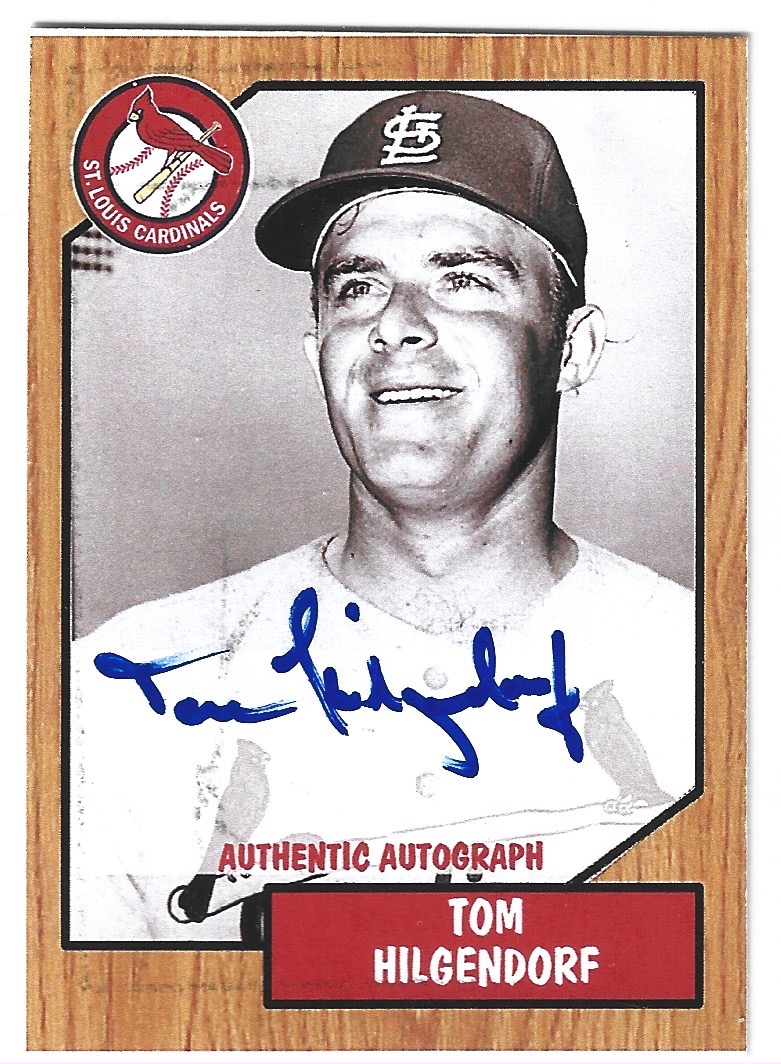 ST. LOUIS CARDINALS
STL
Tom Hilgendorf
AUTHENTIC AUTOGRAPH
TOM
HILGENDORF